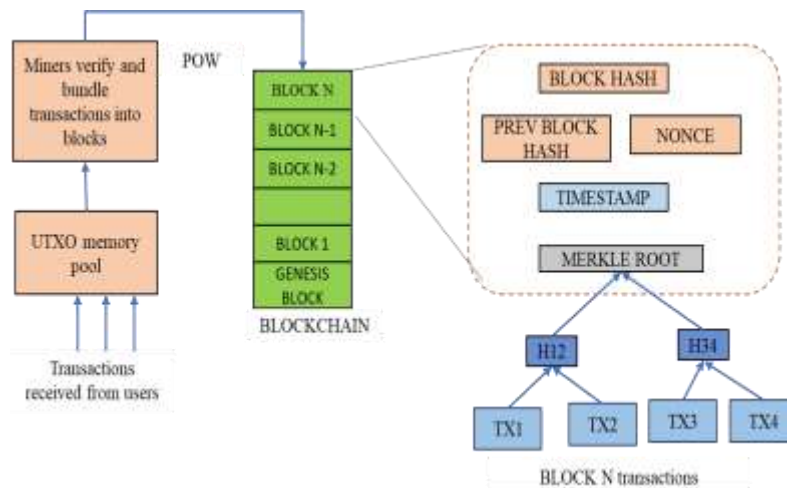 Miners verify and
bundle
transactions into
blocks
POW
UTXO memory
pool
Transactions
received from users
BLOCK N
BLOCK N-1
BLOCK N-2
BLOCK 1
GENESIS
BLOCK
BLOCKCHAIN
BLOCK HASH
PREV BLOCK
HASH
NONCE
TIMESTAMP
MERKLE ROOT
H12
H34
TX1
TX2
TX3
TX4
BLOCK N transactions